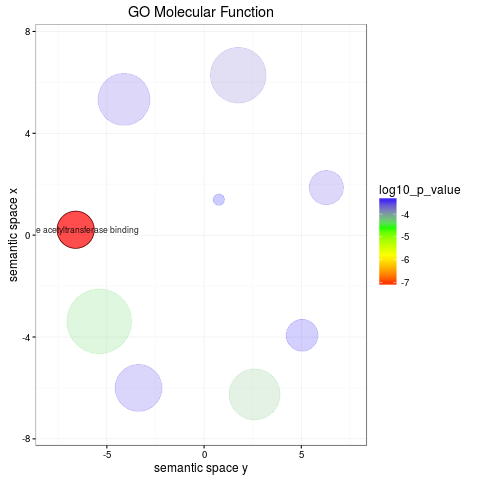 GO Molecular Function
8
4
0
-4
-8
semantic space x
e acetyltransferase binding
-5
0
5
semantic space y
log10_p_value
-4
-5
-6
-7